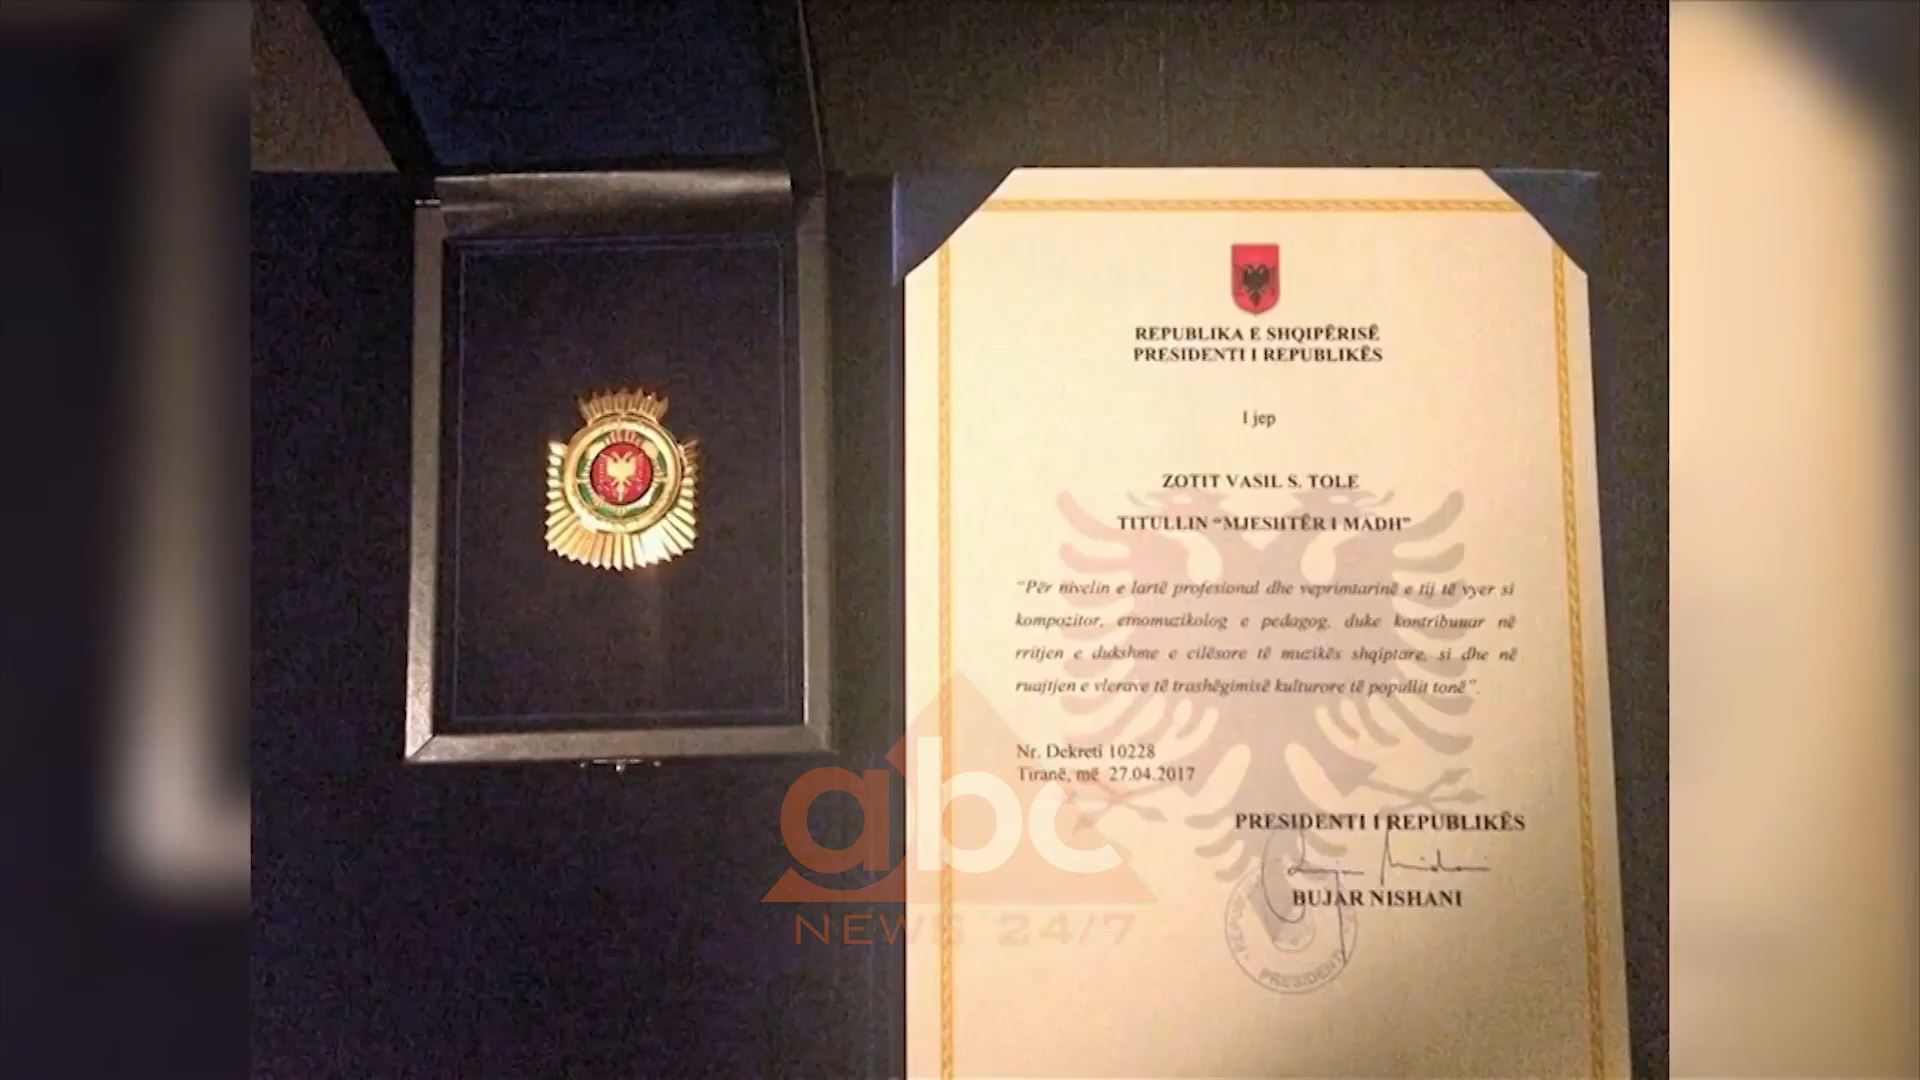 REPUBLIKA E SHQIPËRISË
PRESIDENTI I REPUBLIKËS
I jep
ZOTIT VASIL S. TOLE
TITULLIN “MJESHTËR I MADH”
“Për nivelin e lartë profesional dhe veprimtarinë e tij të vyer si
kompozitor, etnomuzikolog e pedagog, duke kontribuuar në
rritjen e dukshme e cilësore të muzikës shqiptare, si dhe në
ruajtjen e vlerave të trashëgimisë kulturore të popullit tonë”.
Nr. Dekreti 10228
Tiranë, më 27.04.2017
PRESIDENTI I REPUBLIKËS
BUJAR NISHANI
PRESIDENTI
abc
NEWS 24/7